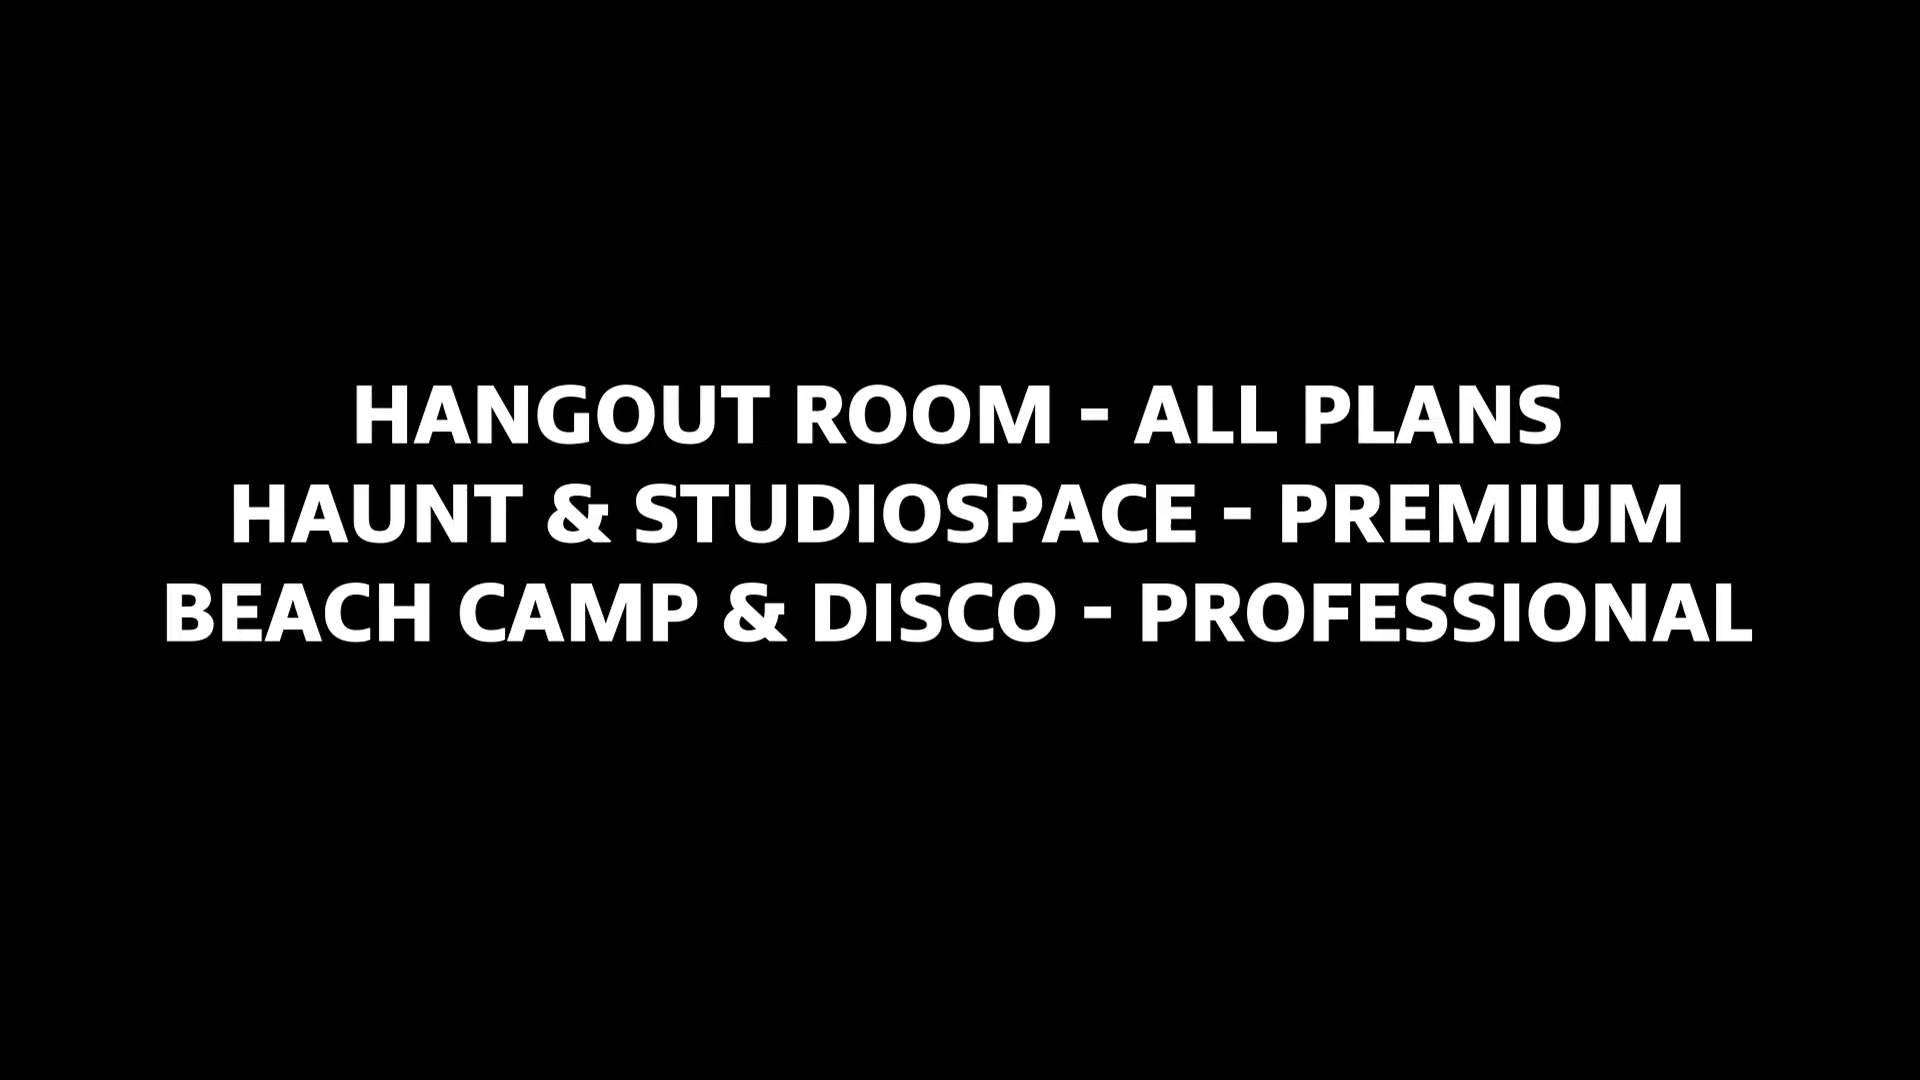 HANGOUT ROOM - ALL PLANS
HAUNT & STUDIOSPACE - PREMIUM
BEACH CAMP & DISCO - PROFESSIONAL